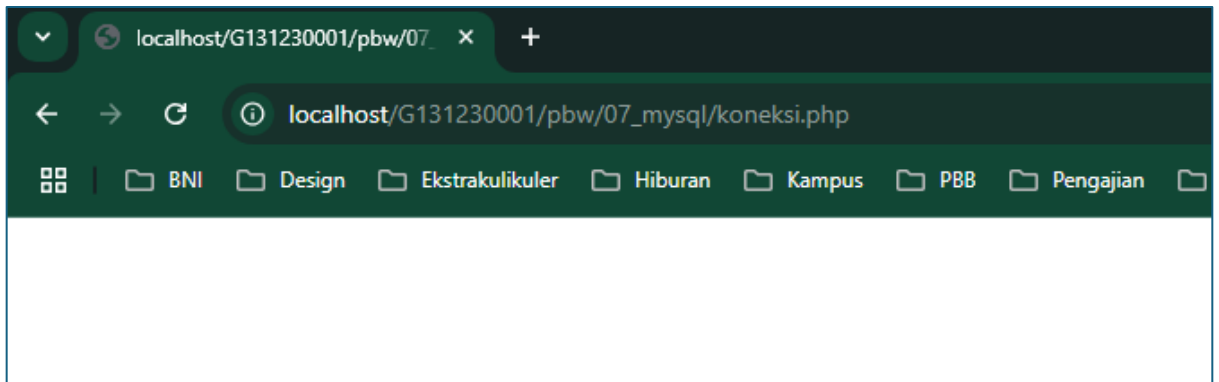 localhost/G131230001/pbw/07_
localhost/G131230001/pbw/07_mysql/koneksi.php
BNI Design Ekstrakulikuler Hiburan Kampus PBB Pengajian